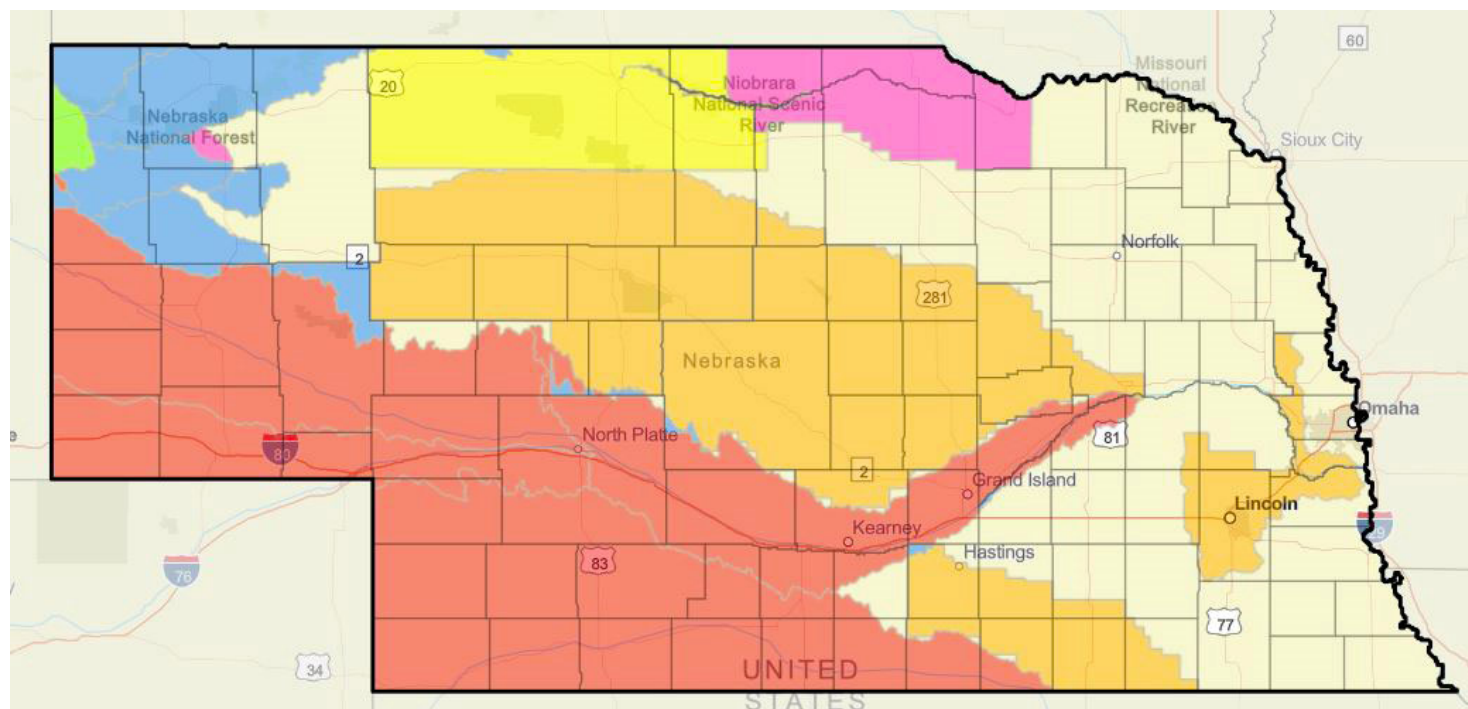 60
Missouri
National
Recreation
River
20
Niobrara
National Scenic
River
Nebraska
National Forest
Sioux City
2
Norfolk
281
Nebraska
e
Omaha
North Platte
81
80
2
Grand Island
Lincoln
Kearney
29
Hastings
83
76
77
34
UNITED
STATES